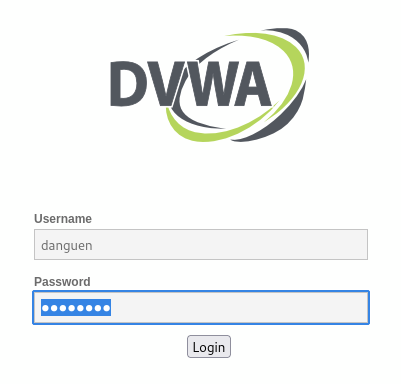 DVWA
Username
danguen
Password
●●●●●●●●
Login